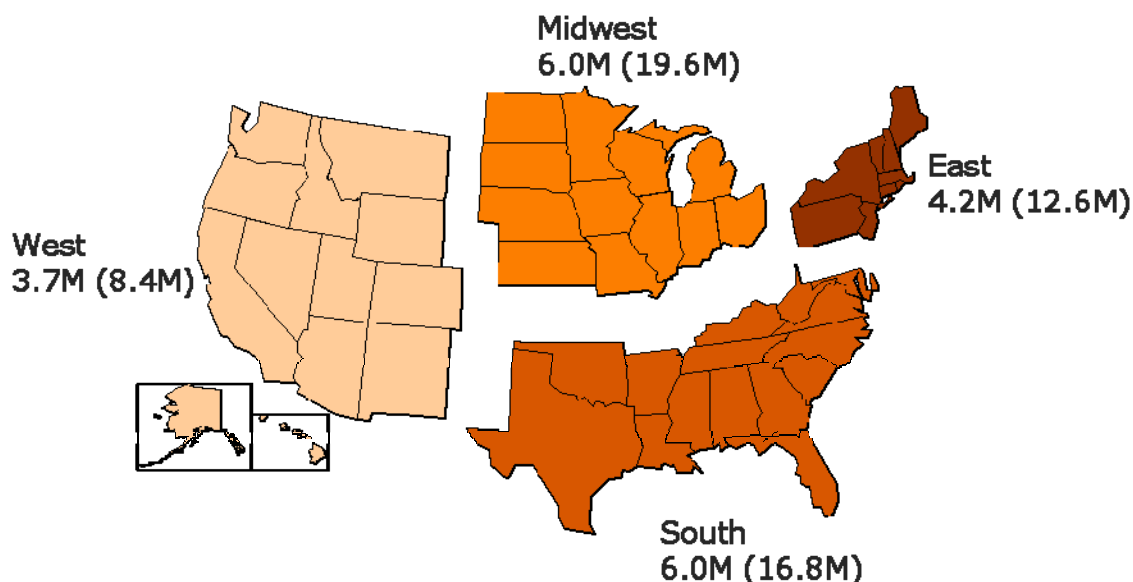 Midwest
6.0M (19.6M)
East
4.2M (12.6M)
West
3.7M (8.4M)
South
6.0M (16.8M)